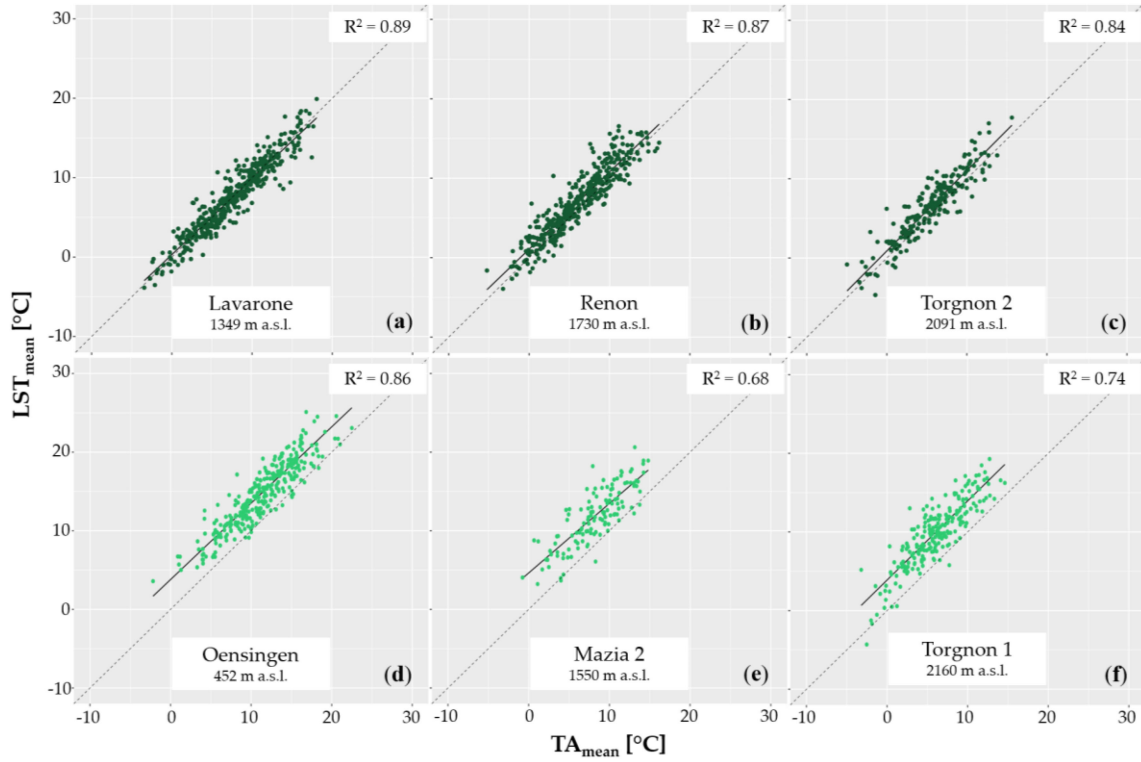 R² = 0.89
R² = 0.87
R² = 0.84
30
20
10
0
-10
Lavarone
1349 m a.s.l.
(a)
Renon
1730 m a.s.l.
(b)
Torgnon 2
2091 m a.s.l.
(c)
LSTmean [°C]
R² = 0.86
R² = 0.68
R² = 0.74
30
20
10
0
-10
Oensingen
452 m a.s.l.
(d)
Mazia 2
1550 m a.s.l.
(e)
Torgnon 1
2160 m a.s.l.
(f)
-10 0 10 20 30
-10 0 10 20 30
-10 0 10 20 30
TAmean [°C]